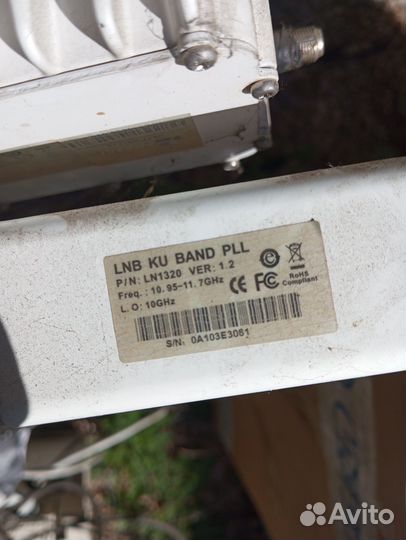 LNB KU BAND PLL
P/N: LN1320 VER: 1.2
Freq.: 10.95-11.7GHz
L. O: 10GHz
CE FC
RoHS
Compliant
S/N: 0A103E3061
Avito